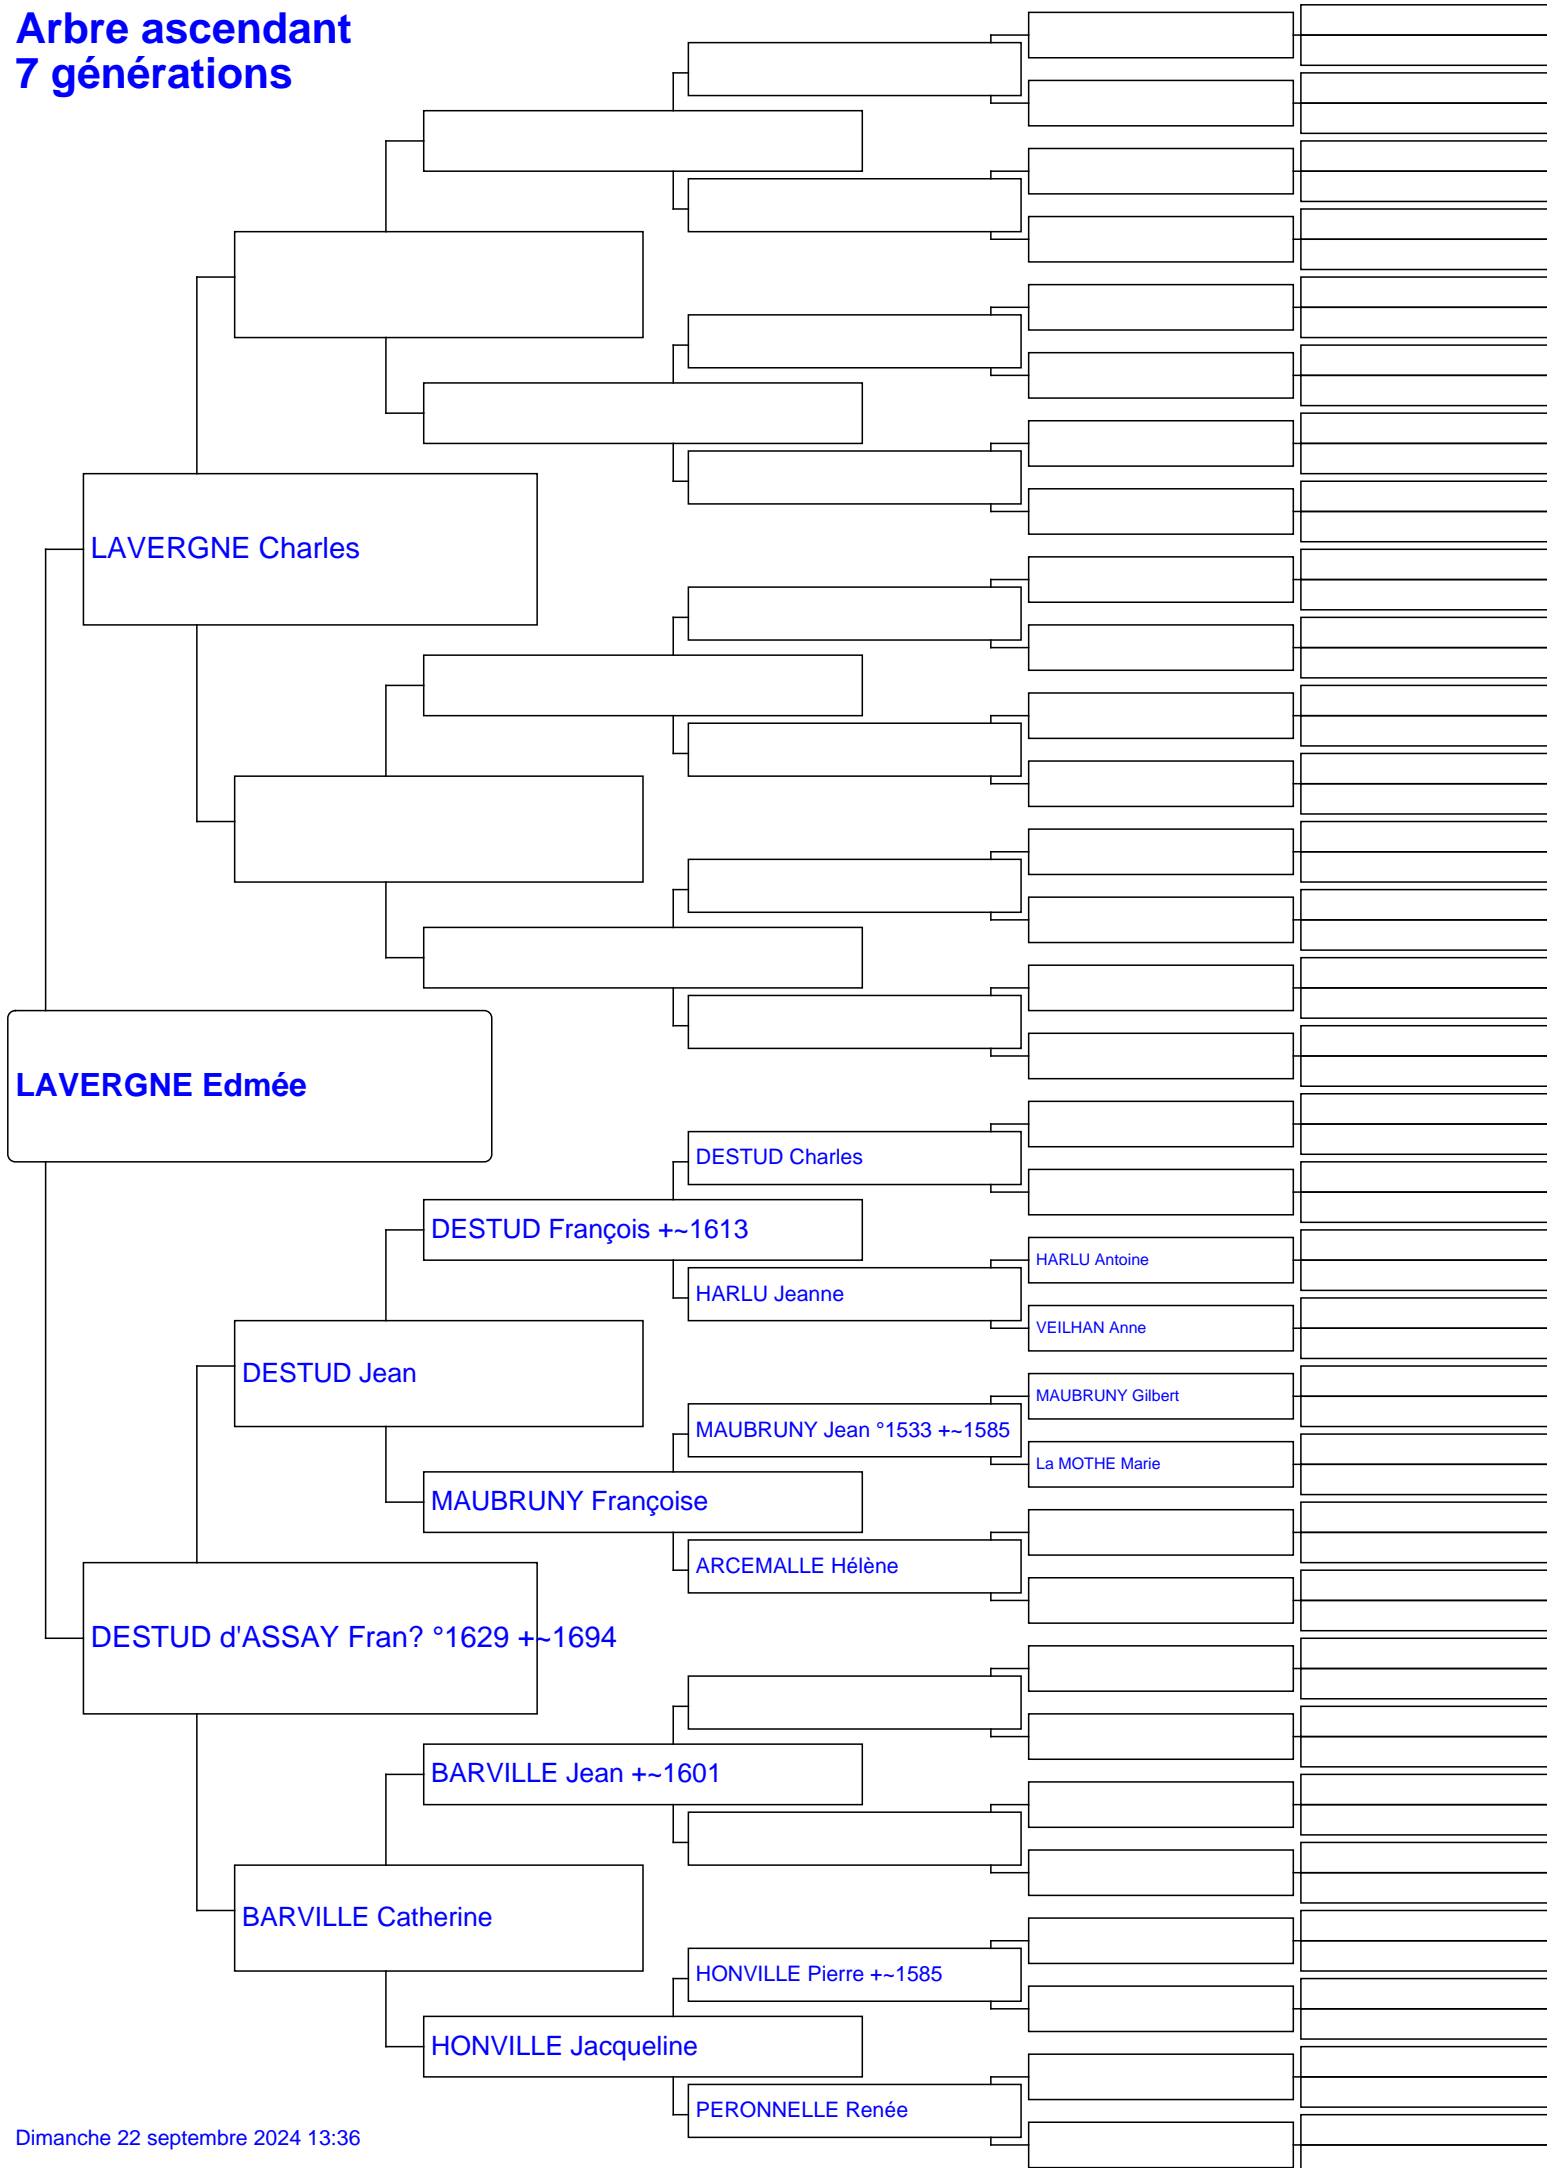 Arbre ascendant
7 générations
LAVERGNE Charles
LAVERGNE Edmée
DESTUD Charles
DESTUD François +~1613
HARLU Antoine
HARLU Jeanne
VEILHAN Anne
DESTUD Jean
MAUBRUNY Gilbert
MAUBRUNY Jean °1533 +~1585
La MOTHE Marie
MAUBRUNY Françoise
ARCEMALLE Hélène
DESTUD d'ASSAY Fran? °1629 +~1694
BARVILLE Jean +~1601
BARVILLE Catherine
HONVILLE Pierre +~1585
HONVILLE Jacqueline
PERONNELLE Renée
Dimanche 22 septembre 2024 13:36